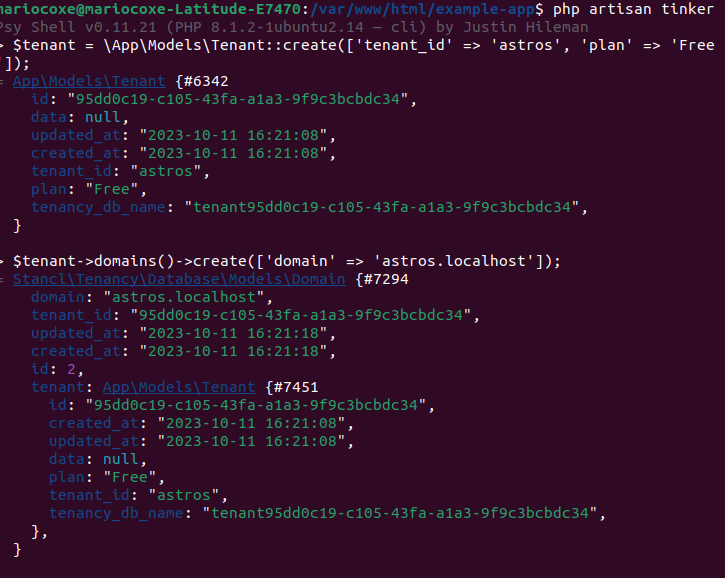 mariocoxe@mariocoxe-Latitude-E7470:/var/www/html/example-app$ php artisan tinker
Psy Shell v0.11.21 (PHP 8.1.2-1ubuntu2.14 — cli) by Justin Hileman
> $tenant = \App\Models\Tenant::create(['tenant_id' => 'astros', 'plan' => 'Free
']);
= App\Models\Tenant {#6342
id: "95dd0c19-c105-43fa-a1a3-9f9c3bcbdc34",
data: null,
updated_at: "2023-10-11 16:21:08",
created_at: "2023-10-11 16:21:08",
tenant_id: "astros",
plan: "Free",
tenancy_db_name: "tenant95dd0c19-c105-43fa-a1a3-9f9c3bcbdc34",
}
> $tenant->domains()->create(['domain' => 'astros.localhost']);
= Stancl\Tenancy\Database\Models\Domain {#7294
domain: "astros.localhost",
tenant_id: "95dd0c19-c105-43fa-a1a3-9f9c3bcbdc34",
updated_at: "2023-10-11 16:21:18",
created_at: "2023-10-11 16:21:18",
id: 2,
tenant: App\Models\Tenant {#7451
id: "95dd0c19-c105-43fa-a1a3-9f9c3bcbdc34",
created_at: "2023-10-11 16:21:08",
updated_at: "2023-10-11 16:21:08",
data: null,
plan: "Free",
tenant_id: "astros",
tenancy_db_name: "tenant95dd0c19-c105-43fa-a1a3-9f9c3bcbdc34",
},
}